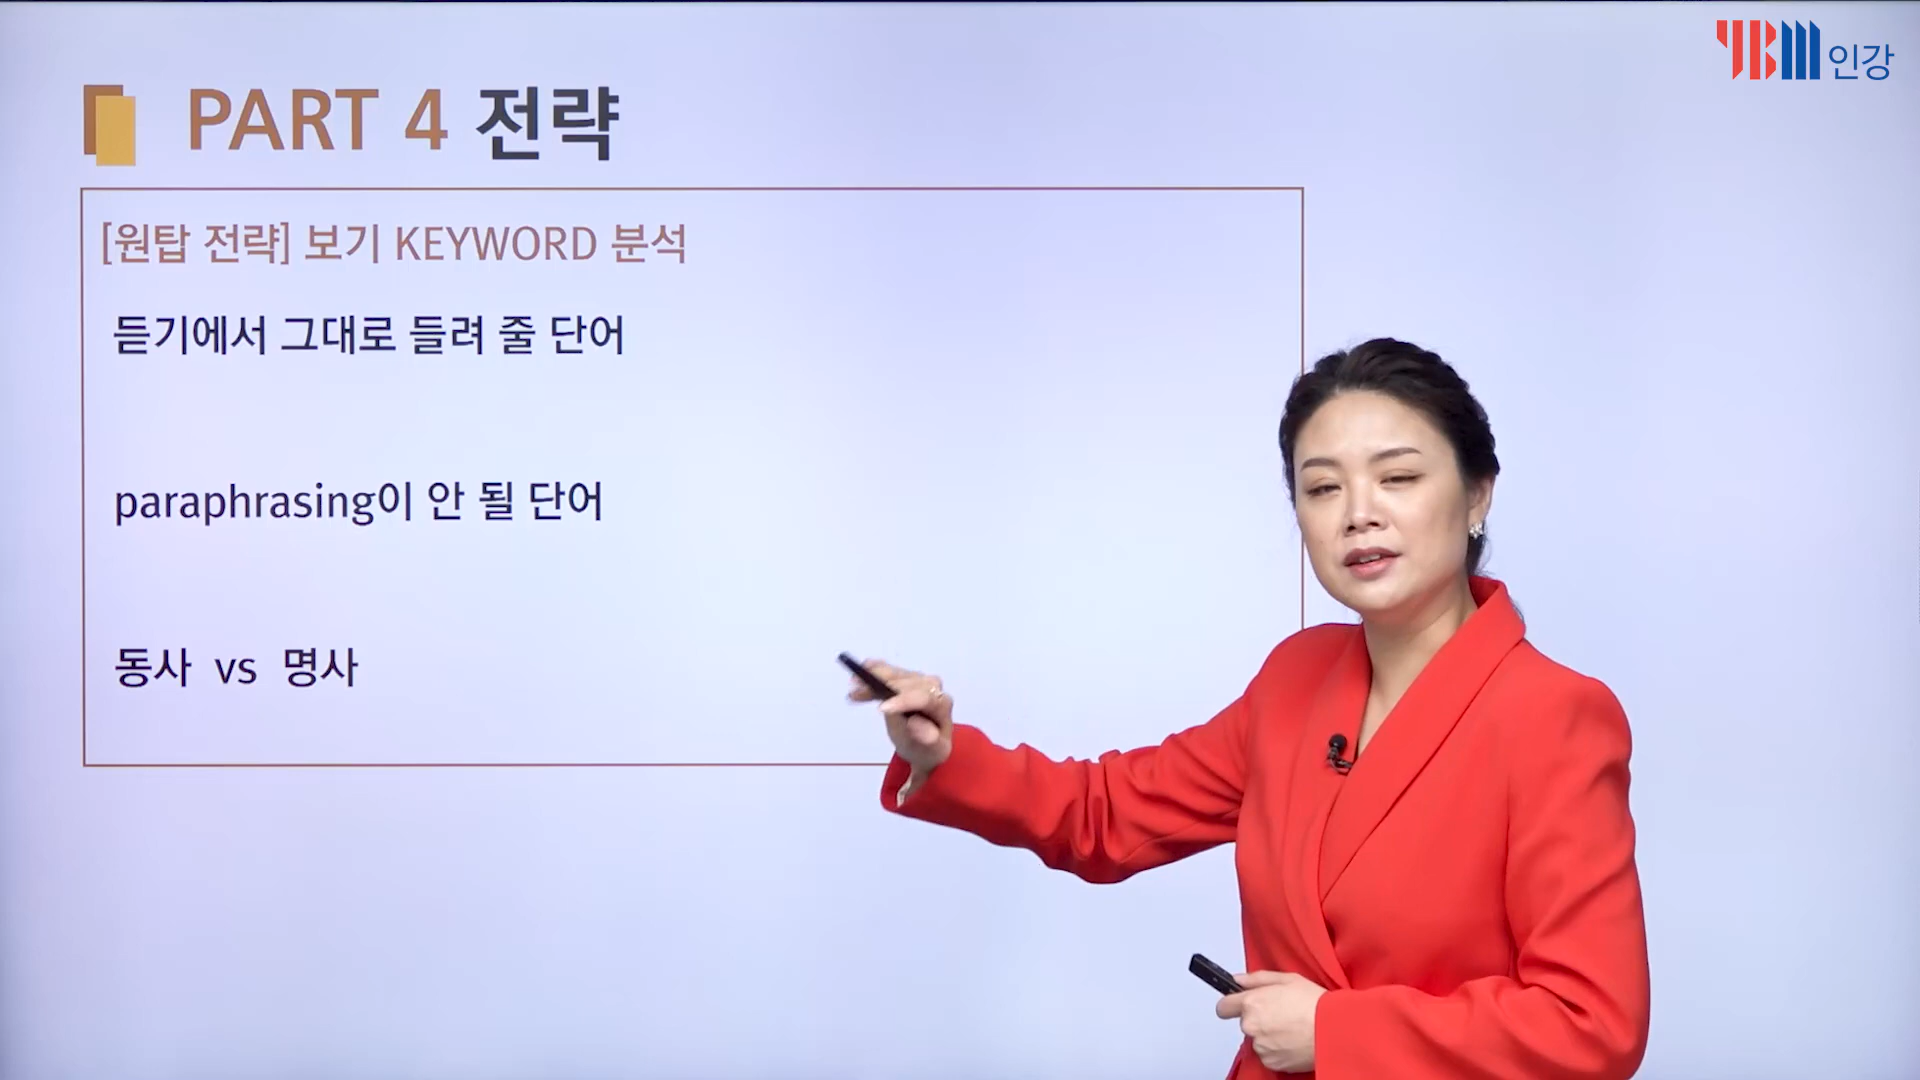 YBM 인강
PART 4 전략
[원탑 전략] 보기 KEYWORD 분석
듣기에서 그대로 들려 줄 단어
paraphrasing이 안 될 단어
동사 vs 명사